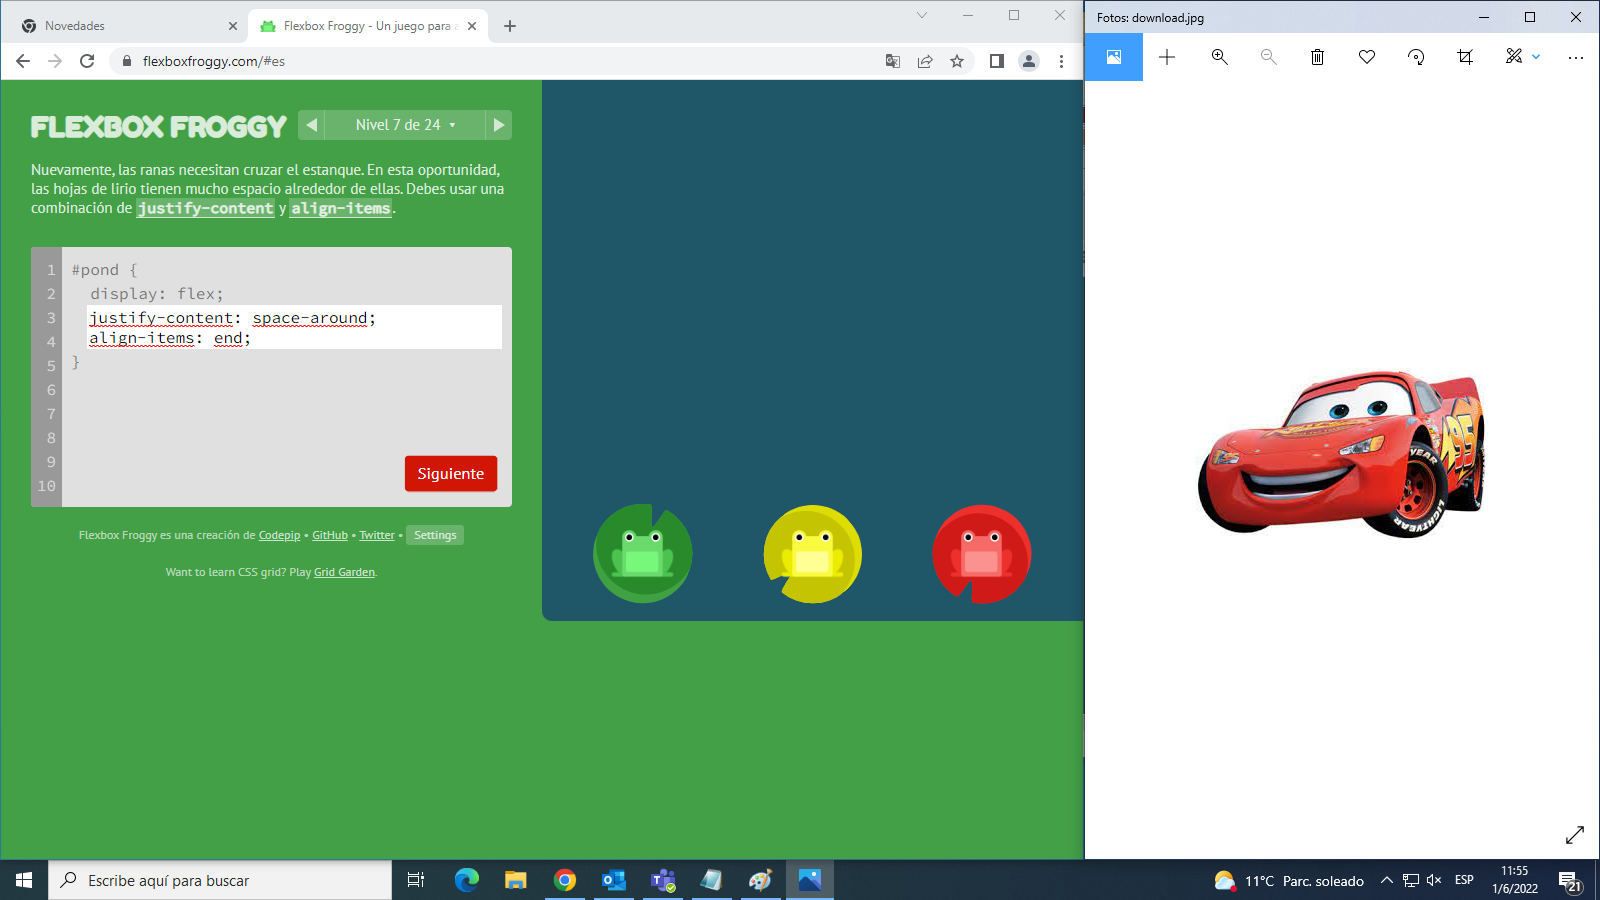 Novedades
Flexbox Froggy - Un juego para a
flexboxfroggy.com/#es
FLEXBOX FROGGY
Nivel 7 de 24
Nuevamente, las ranas necesitan cruzar el estanque. En esta oportunidad,
las hojas de lirio tienen mucho espacio alrededor de ellas. Debes usar una
combinación de justify-content y align-items.
1 #pond {
2 display: flex;
3 justify-content: space-around;
4 align-items: end;
5 }
6
7
8
9
10
Siguiente
Flexbox Froggy es una creación de Codepip • GitHub • Twitter • Settings
Want to learn CSS grid? Play Grid Garden.
Fotos: download.jpg
95
LIGHTYEAR
Escribe aquí para buscar
11°C Parc. soleado
ESP
11:55
1/6/2022
21